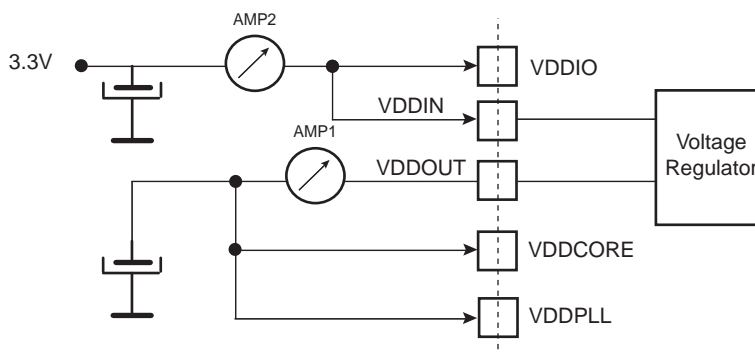 AMP2
3.3V
VDDIO
VDDIN
AMP1
Voltage
Regulator
VDDOUT
VDDCORE
VDDPLL